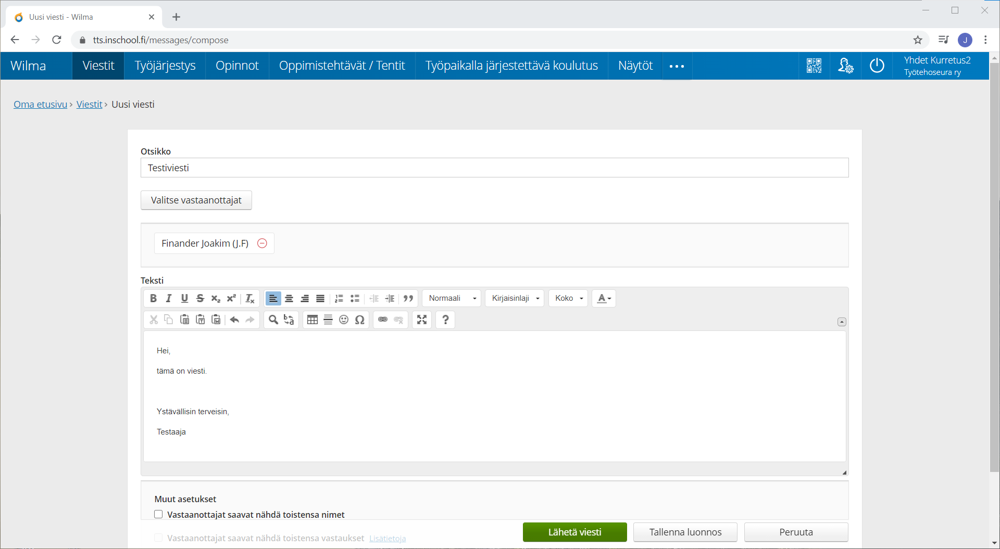 Uusi viesti - Wilma
tts.inschool.fi/messages/compose
J
Wilma
Viestit
Työjärjestys
Opinnot
Oppimistehtävät / Tentit
Työpaikalla järjestettävä koulutus
Näytöt
Yhdet Kurretus2
Työtehoseura ry
Oma etusivu › Viestit › Uusi viesti
Otsikko
Testiviesti
Valitse vastaanottajat
Finander Joakim (J.F)
Teksti
Normaali
Kirjaisinlaji
Koko
Hei,
tämä on viesti.
Ystävällisin terveisin,
Testaaja
Muut asetukset
Vastaanottajat saavat nähdä toistensa nimet
Vastaanottajat saavat nähdä toistensa vastaukset Lisätietoja
Lähetä viesti
Tallenna luonnos
Peruuta